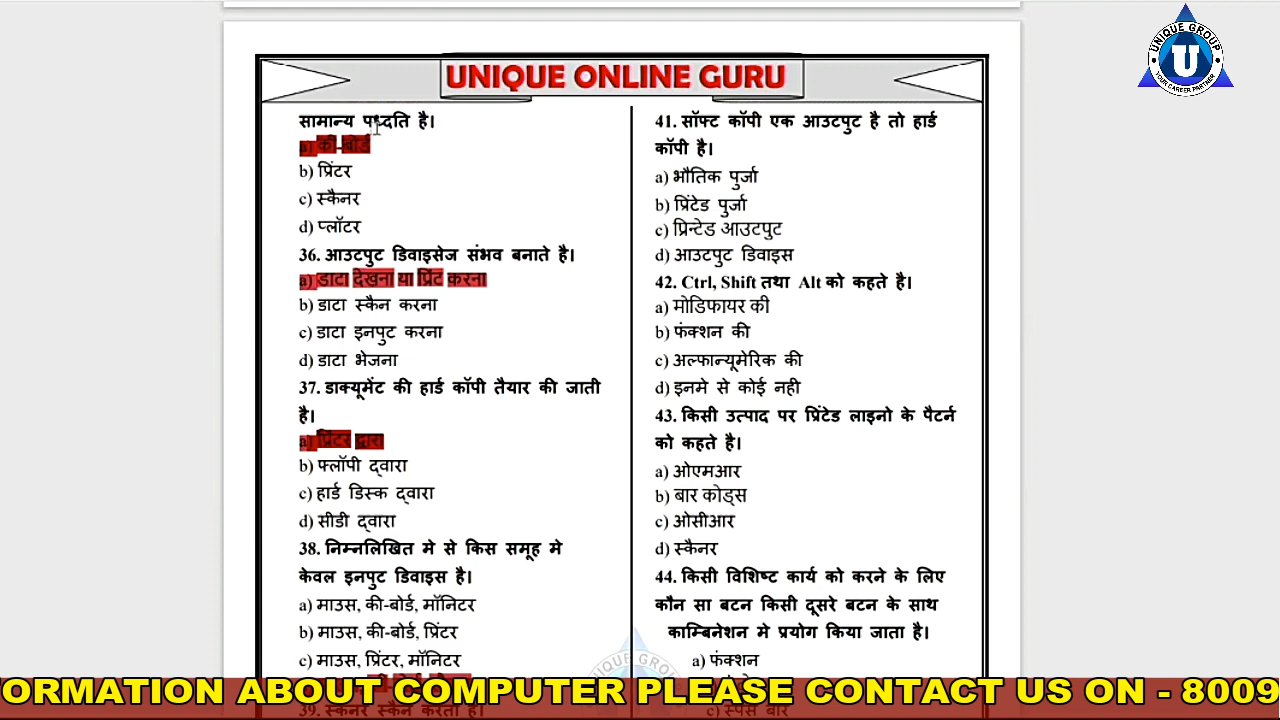 UNIQUE GROUP
U
YOUR CAREER PARTNER
UNIQUE ONLINE GURU
सामान्य पध्दति है।
a) की-बोर्ड
b) प्रिंटर
c) स्कैनर
d) प्लॉटर
36. आउटपुट डिवाइसेज संभव बनाते है।
a) डाटा देखना या प्रिंट करना
b) डाटा स्कैन करना
c) डाटा इनपुट करना
d) डाटा भेजना
37. डाक्यूमेंट की हार्ड कॉपी तैयार की जाती
है।
a) प्रिंटर द्वारा
b) फ्लॉपी द्वारा
c) हार्ड डिस्क द्वारा
d) सीडी द्वारा
38. निम्नलिखित मे से किस समूह मे
केवल इनपुट डिवाइस है।
a) माउस, की-बोर्ड, मॉनिटर
b) माउस, की-बोर्ड, प्रिंटर
c) माउस, प्रिंटर, मॉनिटर
39. स्कैनर स्कैन करता है।
41. सॉफ्ट कॉपी एक आउटपुट है तो हार्ड
कॉपी है।
a) भौतिक पुर्जा
b) प्रिंटेड पुर्जा
c) प्रिन्टेड आउटपुट
d) आउटपुट डिवाइस
42. Ctrl, Shift तथा Alt को कहते है।
a) मोडिफायर की
b) फंक्शन की
c) अल्फान्यूमेरिक की
d) इनमे से कोई नही
43. किसी उत्पाद पर प्रिंटेड लाइनो के पैटर्न
को कहते है।
a) ओएमआर
b) बार कोड्स
c) ओसीआर
d) स्कैनर
44. किसी विशिष्ट कार्य को करने के लिए
कौन सा बटन किसी दूसरे बटन के साथ
काम्बिनेशन मे प्रयोग किया जाता है।
a) फंक्शन
c) स्पेस बार
ORMATION ABOUT COMPUTER PLEASE CONTACT US ON - 8009